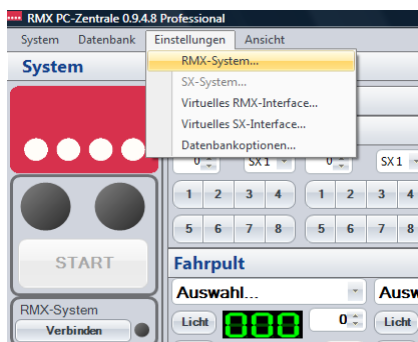 RMX PC-Zentrale 0.9.4.8 Professional
System Datenbank Einstellungen Ansicht
System
RMX-System...
SX-System...
Virtuelles RMX-Interface...
Virtuelles SX-Interface...
Datenbankoptionen...
0 SX1 0 SX1
1 2 3 4 1 2 3 4
5 6 7 8 5 6 7 8
START
Fahrpult
Auswahl... Ausw
RMX-System
Licht 888 0 Licht
Verbinden